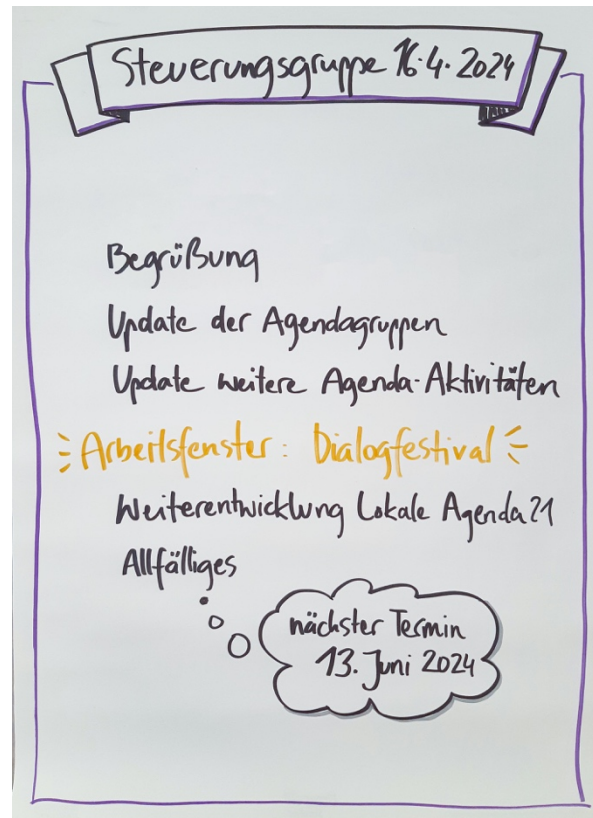 Steuerungsgruppe 16.4.2024
Begrüßung
Update der Agendagruppen
Update weitere Agenda-Aktivitäten
Arbeitsfenster: Dialogfestival
Weiterentwicklung Lokale Agenda 21
Allfälliges
nächster Termin
13. Juni 2024